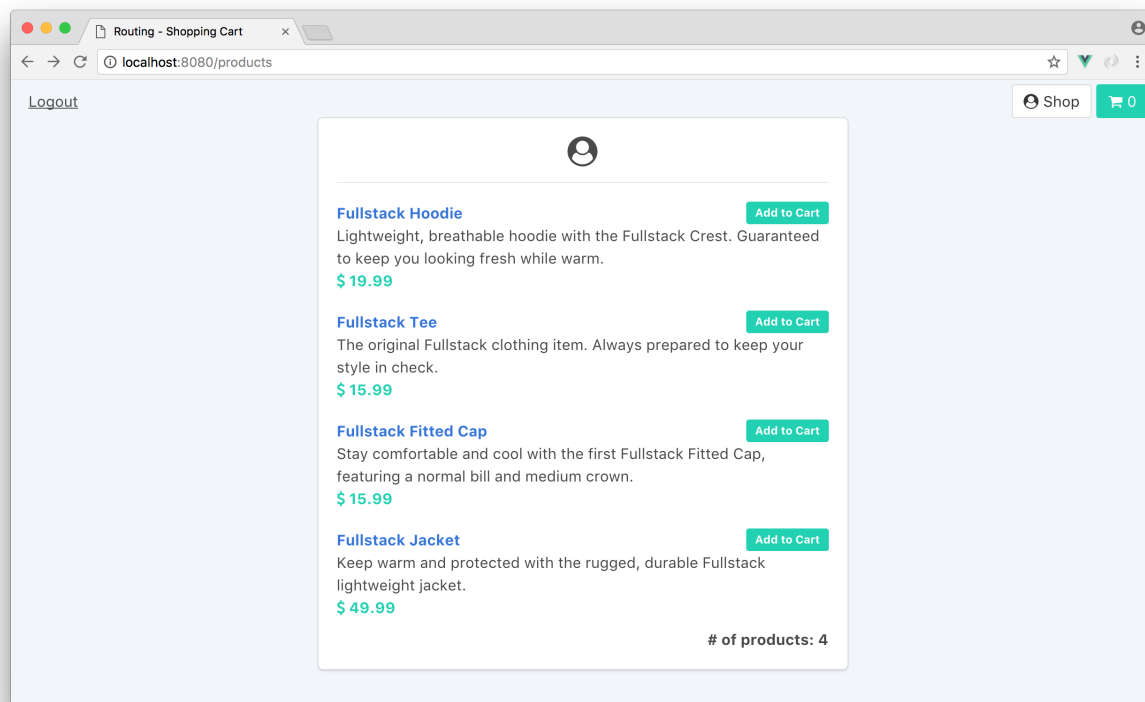 Routing - Shopping Cart
localhost:8080/products
Logout
Shop
0
Fullstack Hoodie
Add to Cart
Lightweight, breathable hoodie with the Fullstack Crest. Guaranteed
to keep you looking fresh while warm.
$ 19.99
Fullstack Tee
Add to Cart
The original Fullstack clothing item. Always prepared to keep your
style in check.
$ 15.99
Fullstack Fitted Cap
Add to Cart
Stay comfortable and cool with the first Fullstack Fitted Cap,
featuring a normal bill and medium crown.
$ 15.99
Fullstack Jacket
Add to Cart
Keep warm and protected with the rugged, durable Fullstack
lightweight jacket.
$ 49.99
# of products: 4